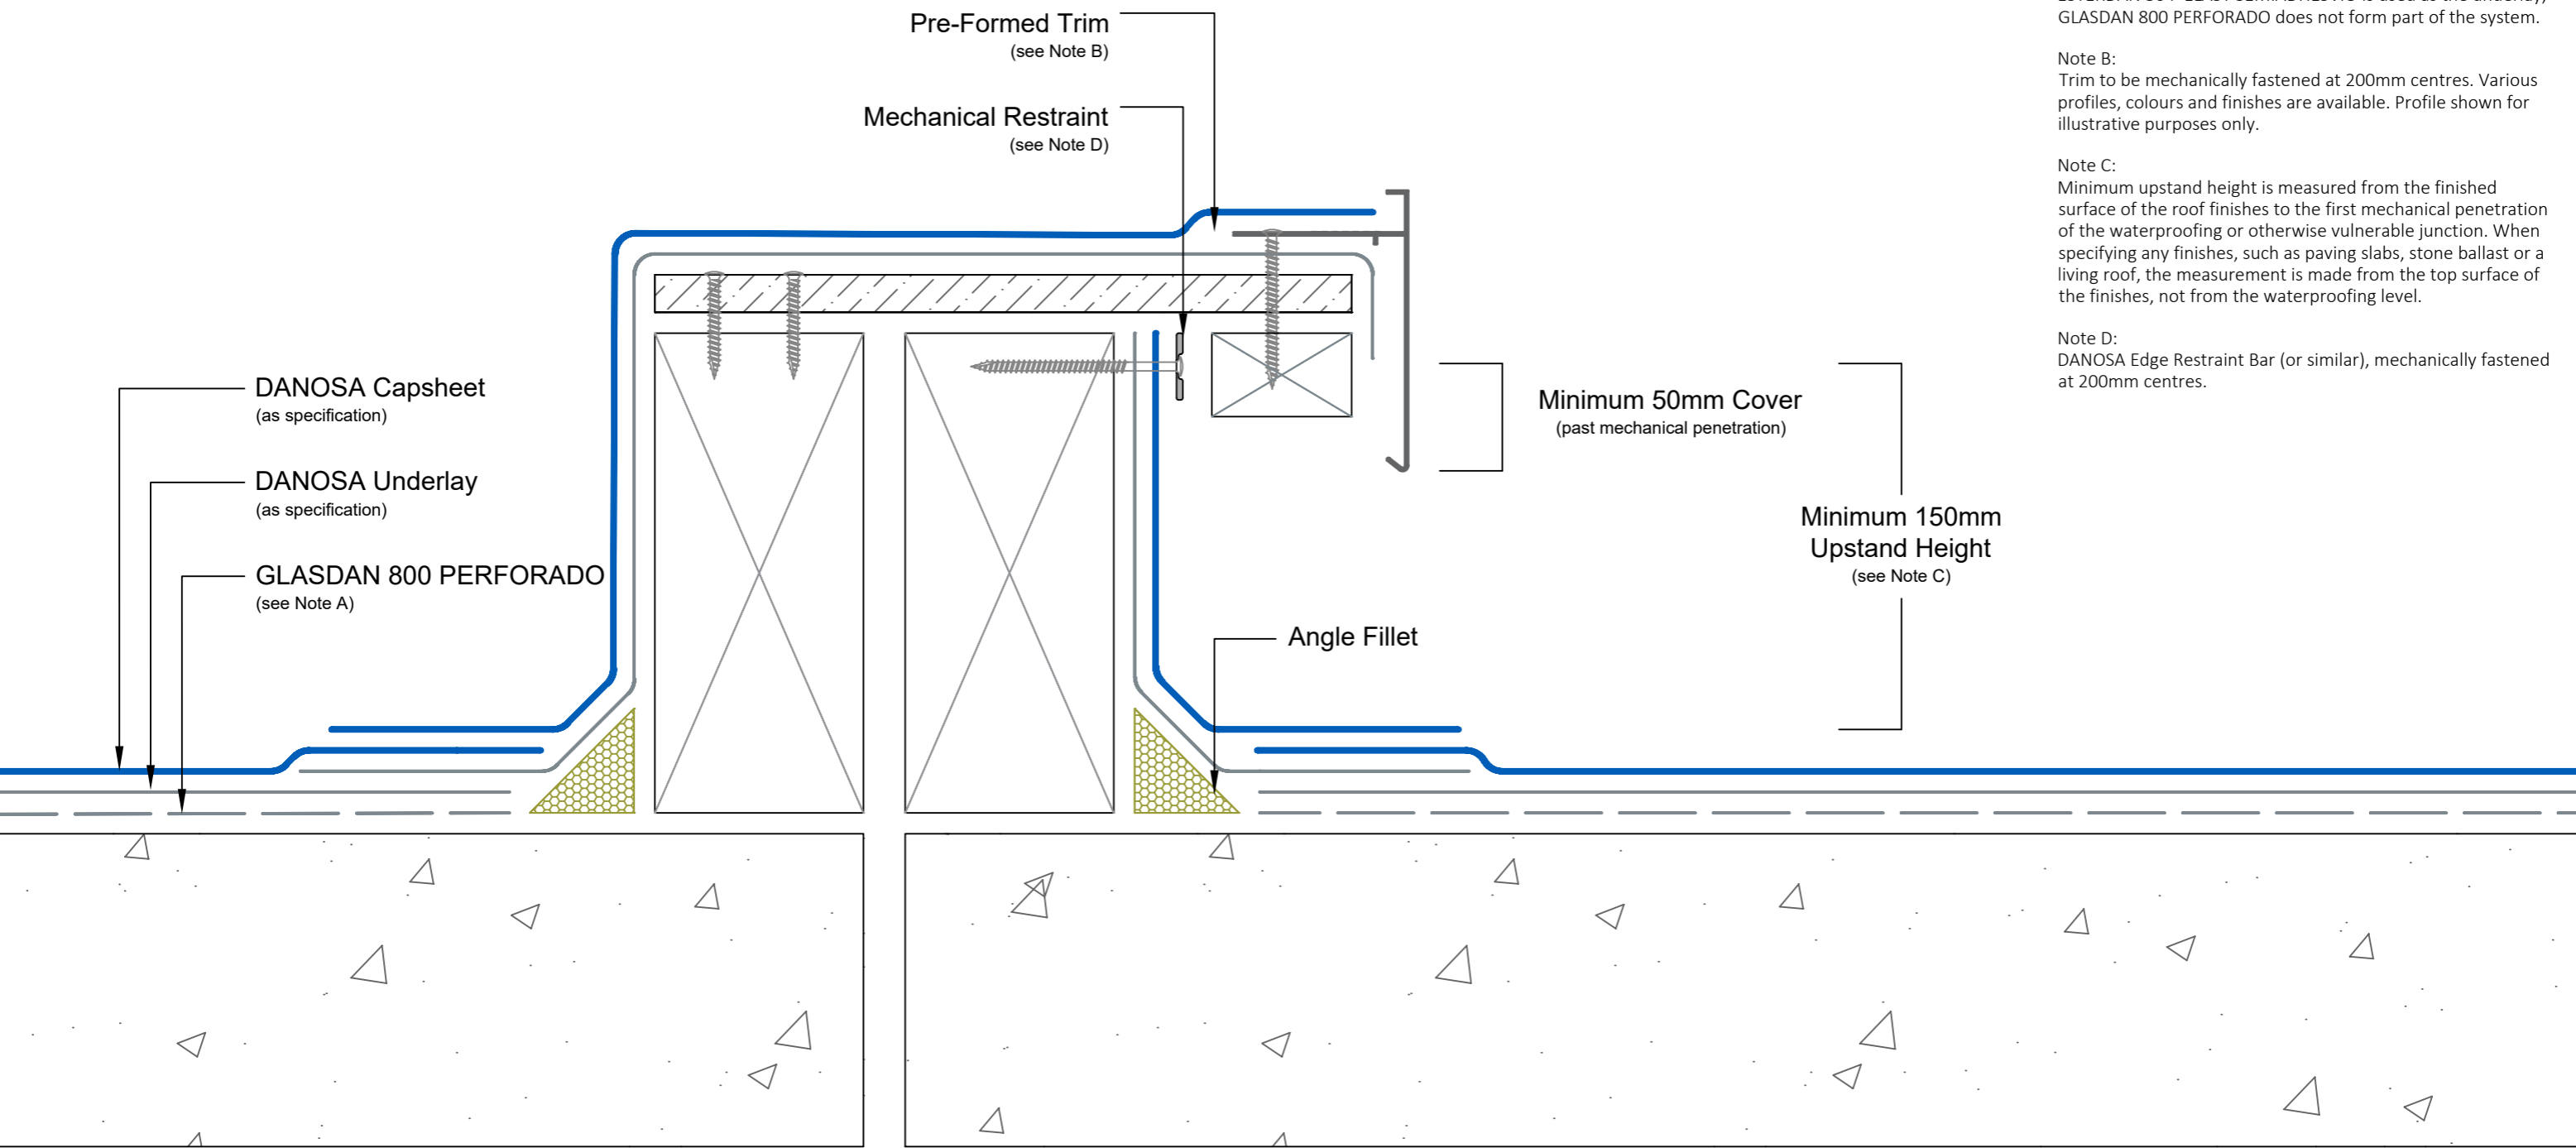 Pre-Formed Trim
(see Note B)
Mechanical Restraint
(see Note D)
DANOSA Capsheet
(as specification)
DANOSA Underlay
(as specification)
GLASDAN 800 PERFORADO
(see Note A)
Minimum 50mm Cover
(past mechanical penetration)
Minimum 150mm
Upstand Height
(see Note C)
Angle Fillet
GLASDAN 800 PERFORADO does not form part of the system.
Note B:
Trim to be mechanically fastened at 200mm centres. Various
profiles, colours and finishes are available. Profile shown for
illustrative purposes only.
Note C:
Minimum upstand height is measured from the finished
surface of the roof finishes to the first mechanical penetration
of the waterproofing or otherwise vulnerable junction. When
specifying any finishes, such as paving slabs, stone ballast or a
living roof, the measurement is made from the top surface of
the finishes, not from the waterproofing level.
Note D:
DANOSA Edge Restraint Bar (or similar), mechanically fastened
at 200mm centres.